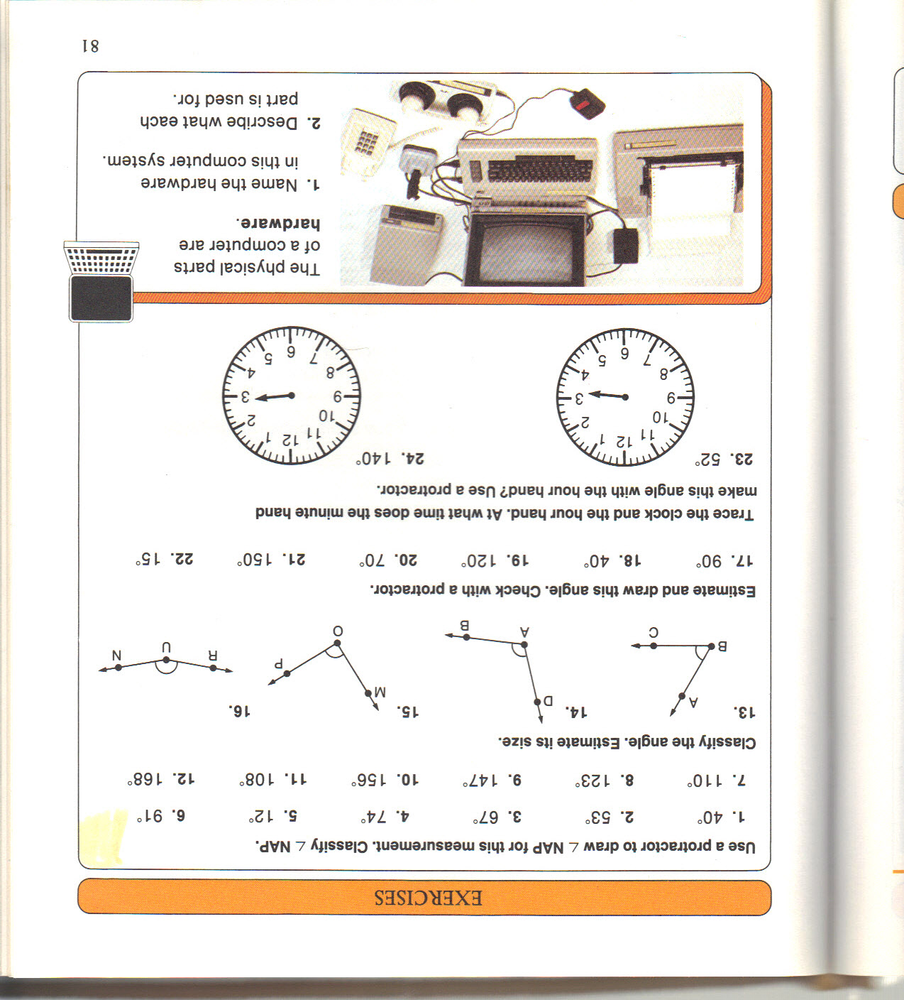 EXERCISES
Use a protractor to draw ∠ NAP for this measurement. Classify ∠ NAP.
1. 40° 2. 53° 3. 67° 4. 74° 5. 12° 6. 91°
7. 110° 8. 123° 9. 147° 10. 156° 11. 108° 12. 168°
Classify the angle. Estimate its size.
13. A B C
14. D A B
15. M O P
16. R U N
Estimate and draw this angle. Check with a protractor.
17. 90° 18. 40° 19. 120° 20. 70° 21. 150° 22. 15°
Trace the clock and the hour hand. At what time does the minute hand
make this angle with the hour hand? Use a protractor.
23. 52° 24. 140°
12 1 2 3 4 5 6 7 8 9 10 11
12 1 2 3 4 5 6 7 8 9 10 11
The physical parts
of a computer are
hardware.
1. Name the hardware
in this computer system.
2. Describe what each
part is used for.
81